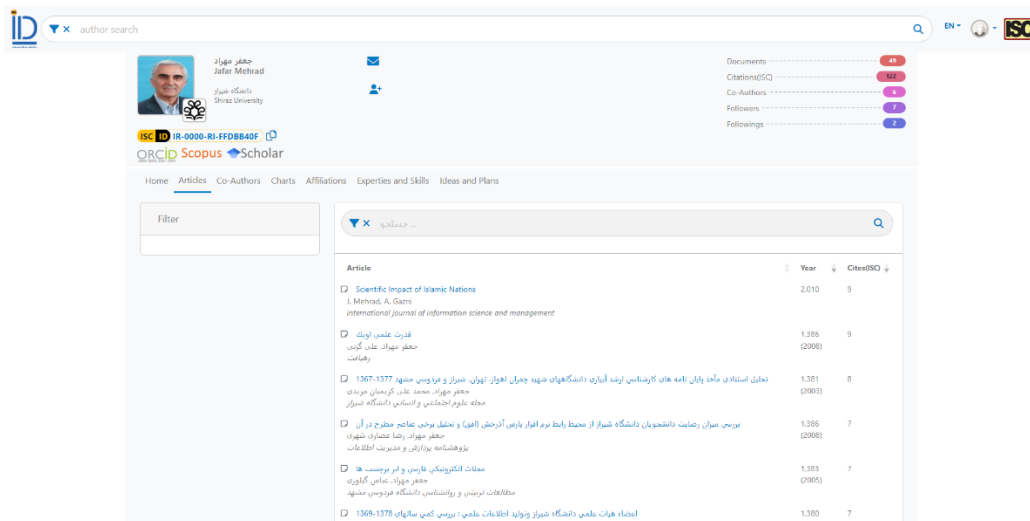 iD
author search
EN
ISC
جعفر مهراد
Jafar Mehrad
دانشگاه شیراز
Shiraz University
ISC ID IR-0000-RI-FFDBB40F
ORCID Scopus Scholar
Documents 49
Citations(ISC) 122
Co-Authors 6
Followers 7
Followings 2
Home Articles Co-Authors Charts Affiliations Experties and Skills Ideas and Plans
Filter
جستجو ...
Article Year Cites(ISC)
Scientific Impact of Islamic Nations 2,010 9
J. Mehrad, A. Gazni
international journal of information science and management
قدرت علمی اوپک 1,386 9
جعفر مهراد, علی گزنی (2008)
رهیافت
تحلیل استنادی مآخذ پایان نامه های کارشناسی ارشد آبیاری دانشگاههای شهید چمران اهواز، تهران، شیراز و فردوسی مشهد 1377-1367 1,381 8
جعفر مهراد, محمد علی کریمیان مزیدی (2003)
مجله علوم اجتماعی و انسانی دانشگاه شیراز
بررسی میزان رضایت دانشجویان دانشگاه شیراز از محیط رابط نرم افزار پارس آذرخش (افق) و تحلیل برخی عناصر مطرح در آن 1,386 7
جعفر مهراد, رضا عصاری شهری (2008)
پژوهشنامه پردازش و مدیریت اطلاعات
مجلات الکترونیکی فارسی و ابر برچسب ها 1,383 7
جعفر مهراد, عباس گیلوری (2005)
مطالعات تربیتی و روانشناسی دانشگاه فردوسی مشهد
اعضاء هیات علمی دانشگاه شیراز وتولید اطلاعات علمی : بررسی کمی سالهای 1378-1369 1,380 7